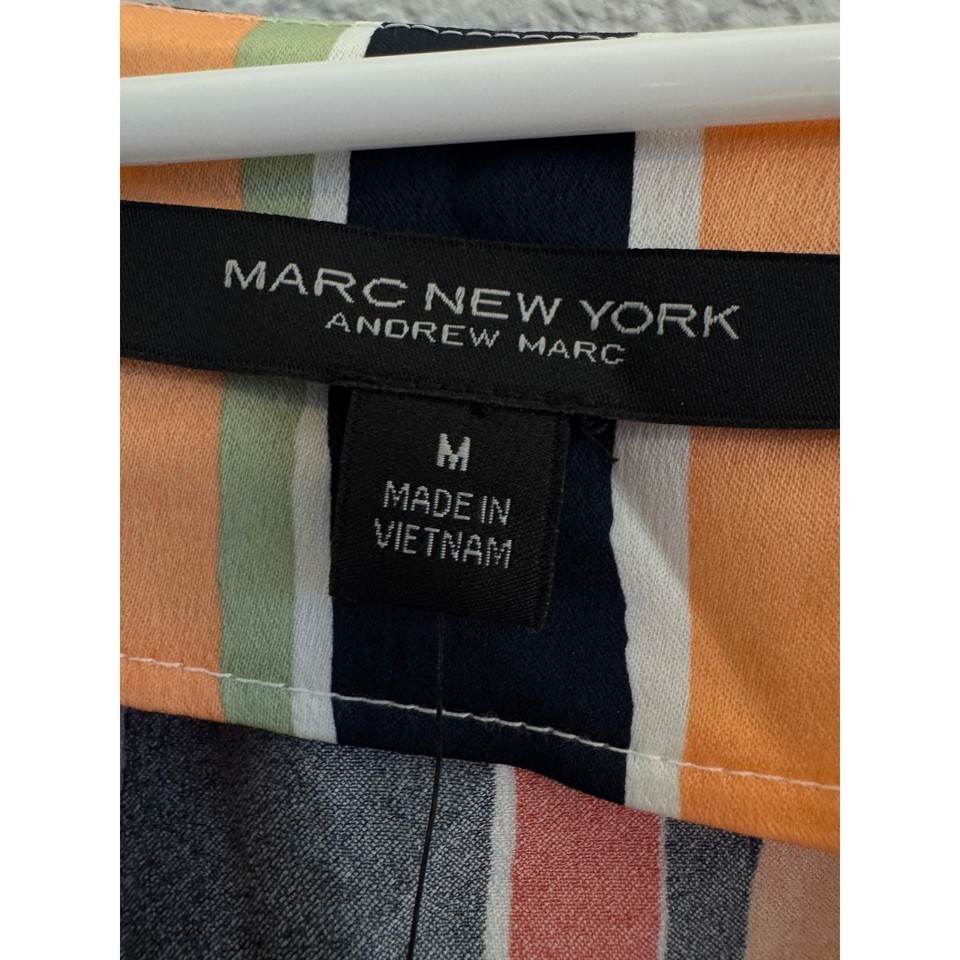 MARC NEW YORK
ANDREW MARC
M
MADE IN
VIETNAM